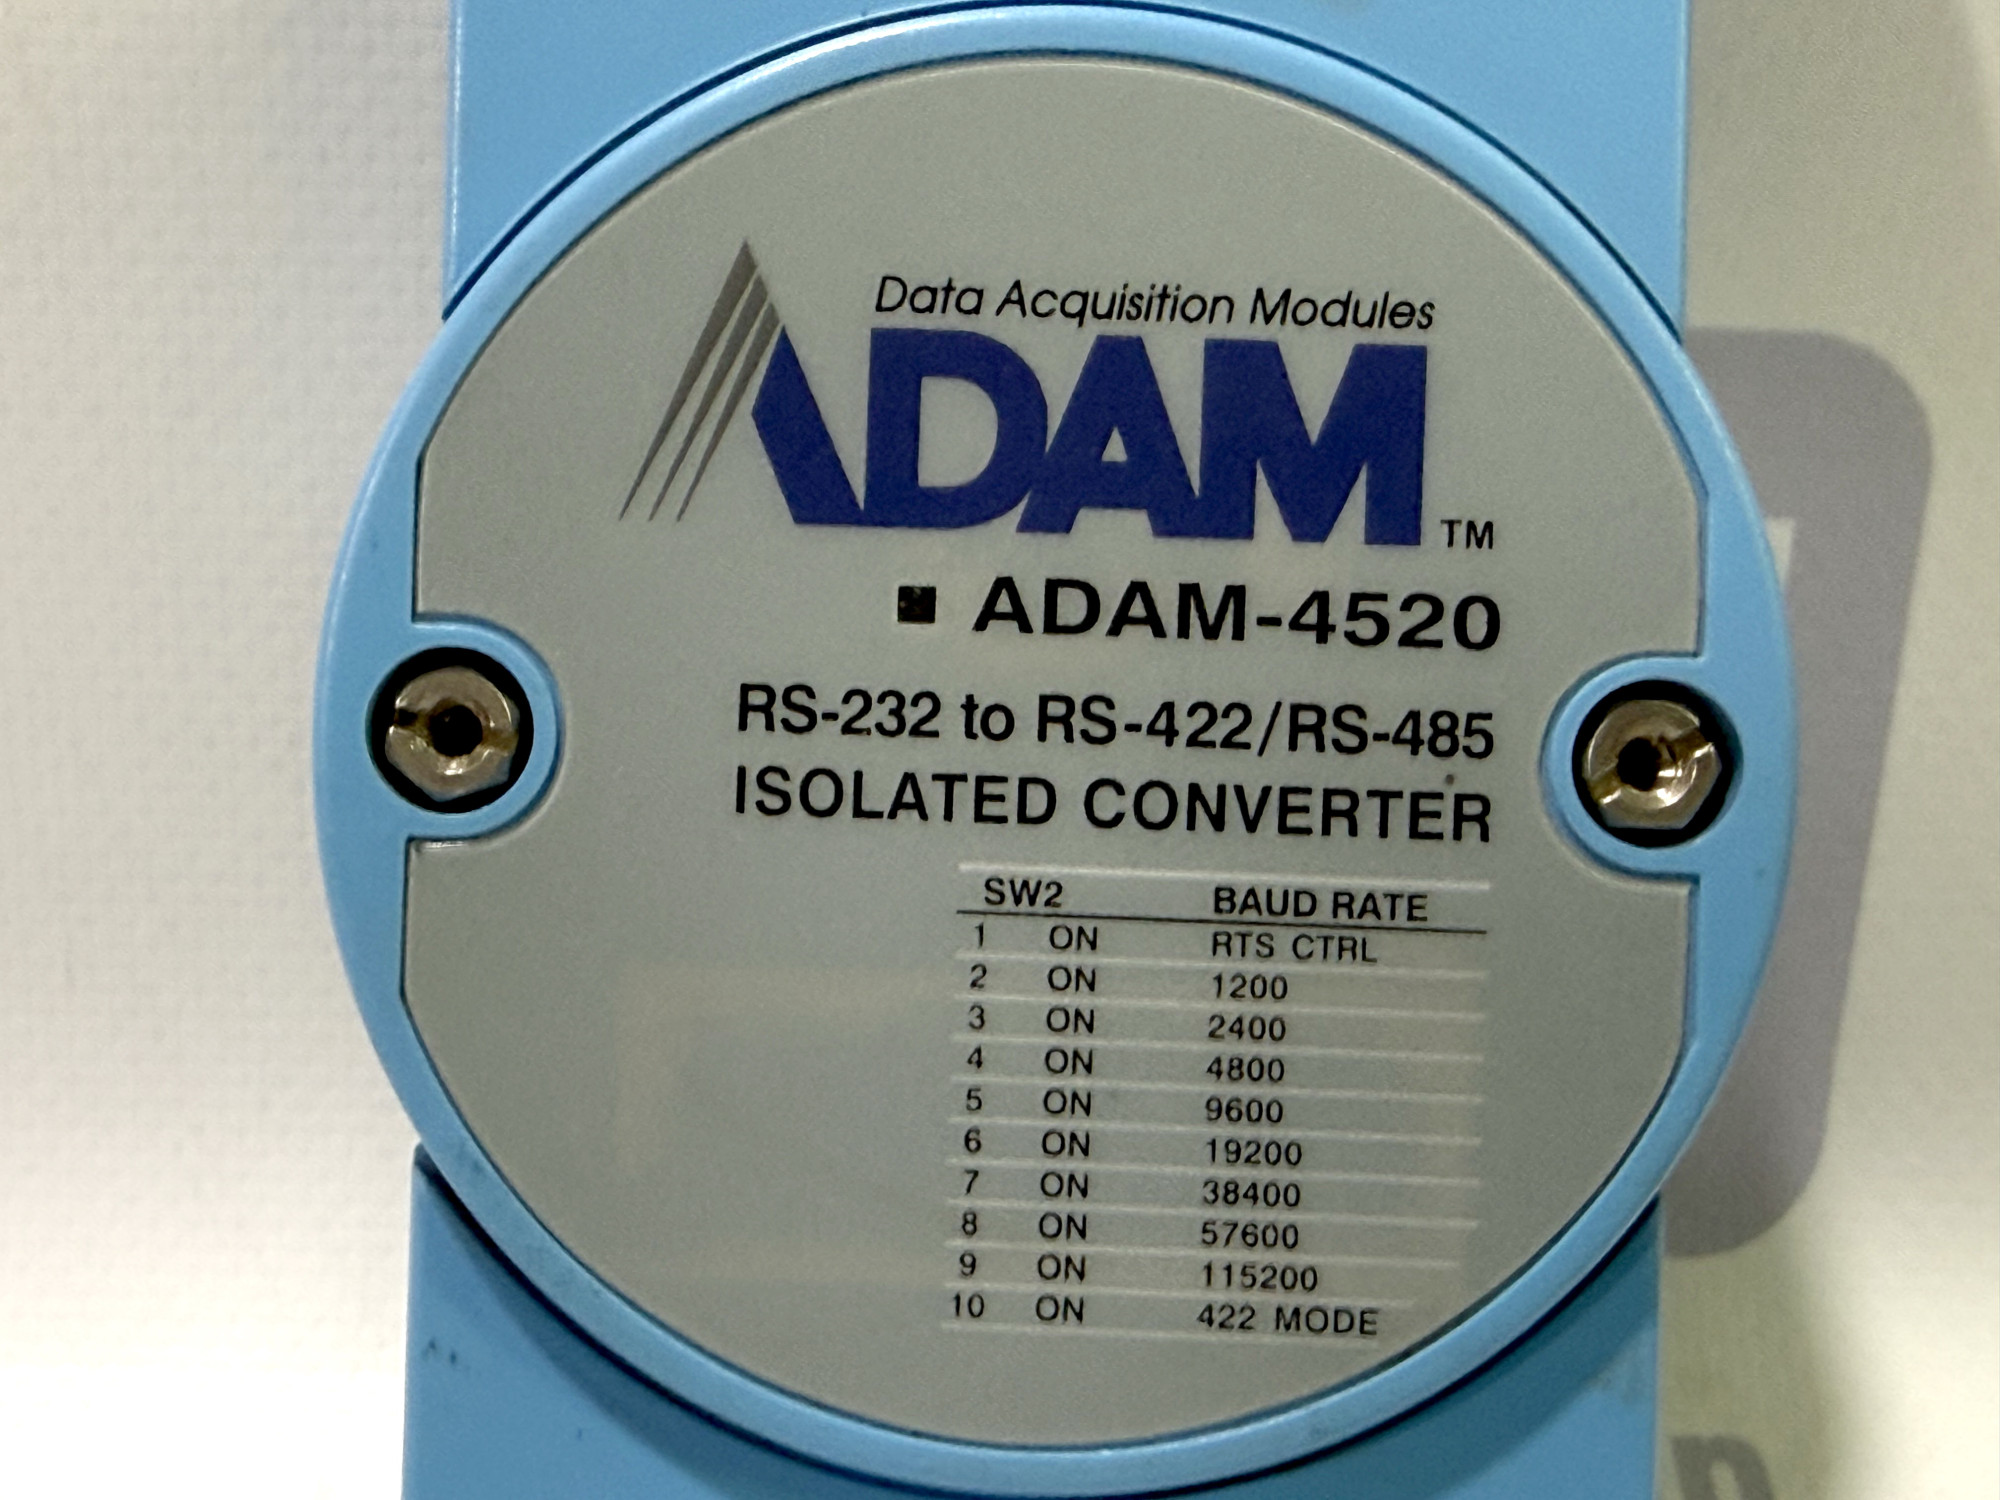 Data Acquisition Modules
ADAM TM
■ ADAM-4520
RS-232 to RS-422/RS-485
ISOLATED CONVERTER
SW2 BAUD RATE
1 ON RTS CTRL
2 ON 1200
3 ON 2400
4 ON 4800
5 ON 9600
6 ON 19200
7 ON 38400
8 ON 57600
9 ON 115200
10 ON 422 MODE